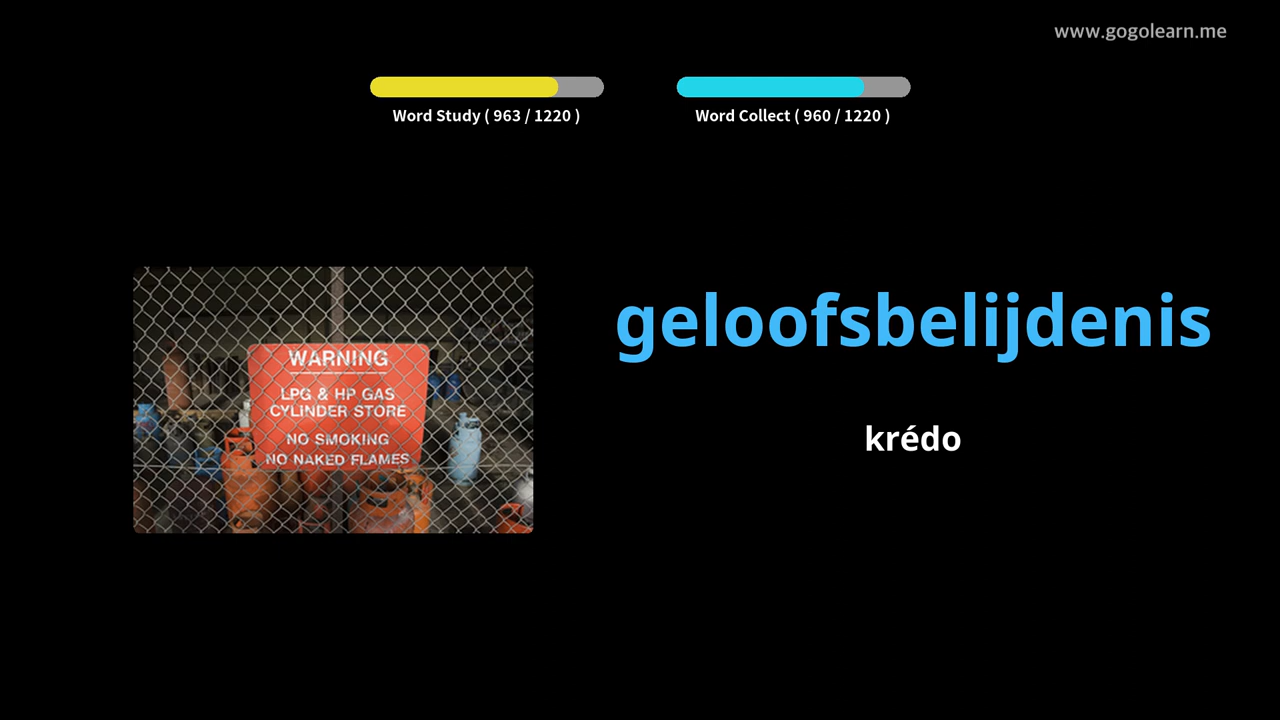 www.gogolearn.me
Word Study ( 963 / 1220 )
Word Collect ( 960 / 1220 )
WARNING
LPG & HP GAS
CYLINDER STORE
NO SMOKING
NO NAKED FLAMES
geloofsbelijdenis
krédo